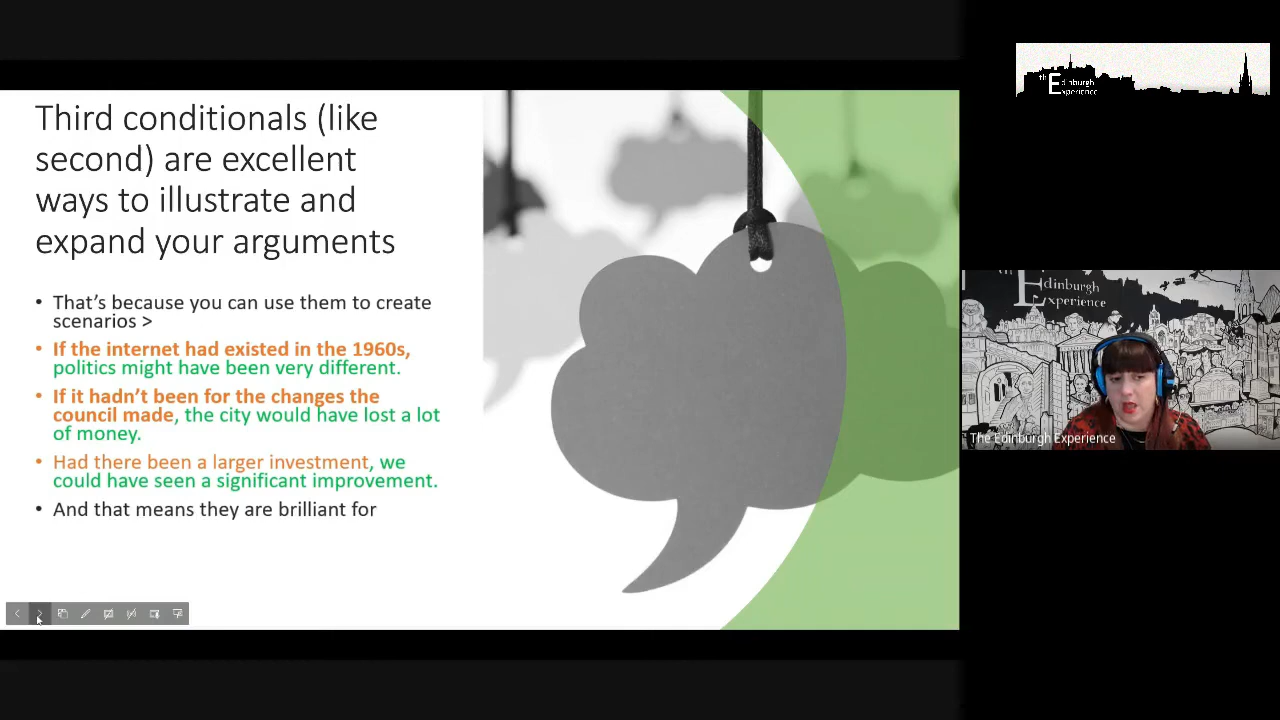 Third conditionals (like
second) are excellent
ways to illustrate and
expand your arguments
• That’s because you can use them to create
scenarios >
• If the internet had existed in the 1960s,
politics might have been very different.
• If it hadn’t been for the changes the
council made, the city would have lost a lot
of money.
• Had there been a larger investment, we
could have seen a significant improvement.
• And that means they are brilliant for
the
Edinburgh
Experience
Edinburgh
Experience
The Edinburgh Experience